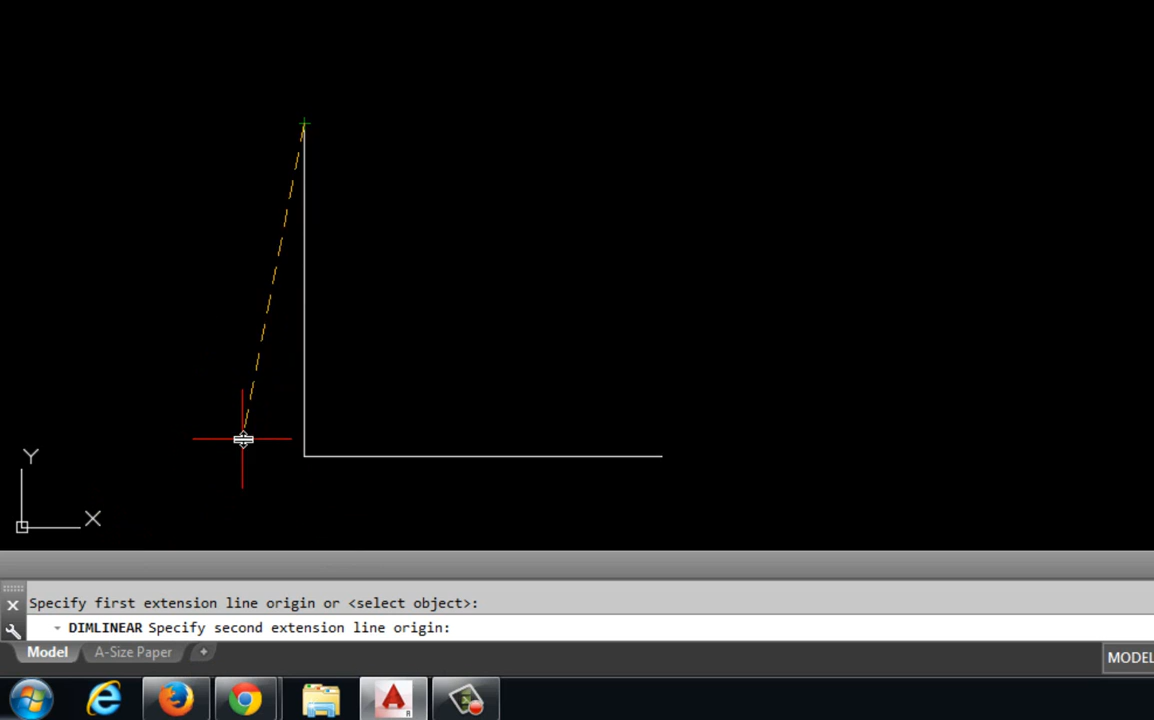 Y
X
Specify first extension line origin or <select object>:
DIMLINEAR Specify second extension line origin:
Model A-Size Paper +
MODEL